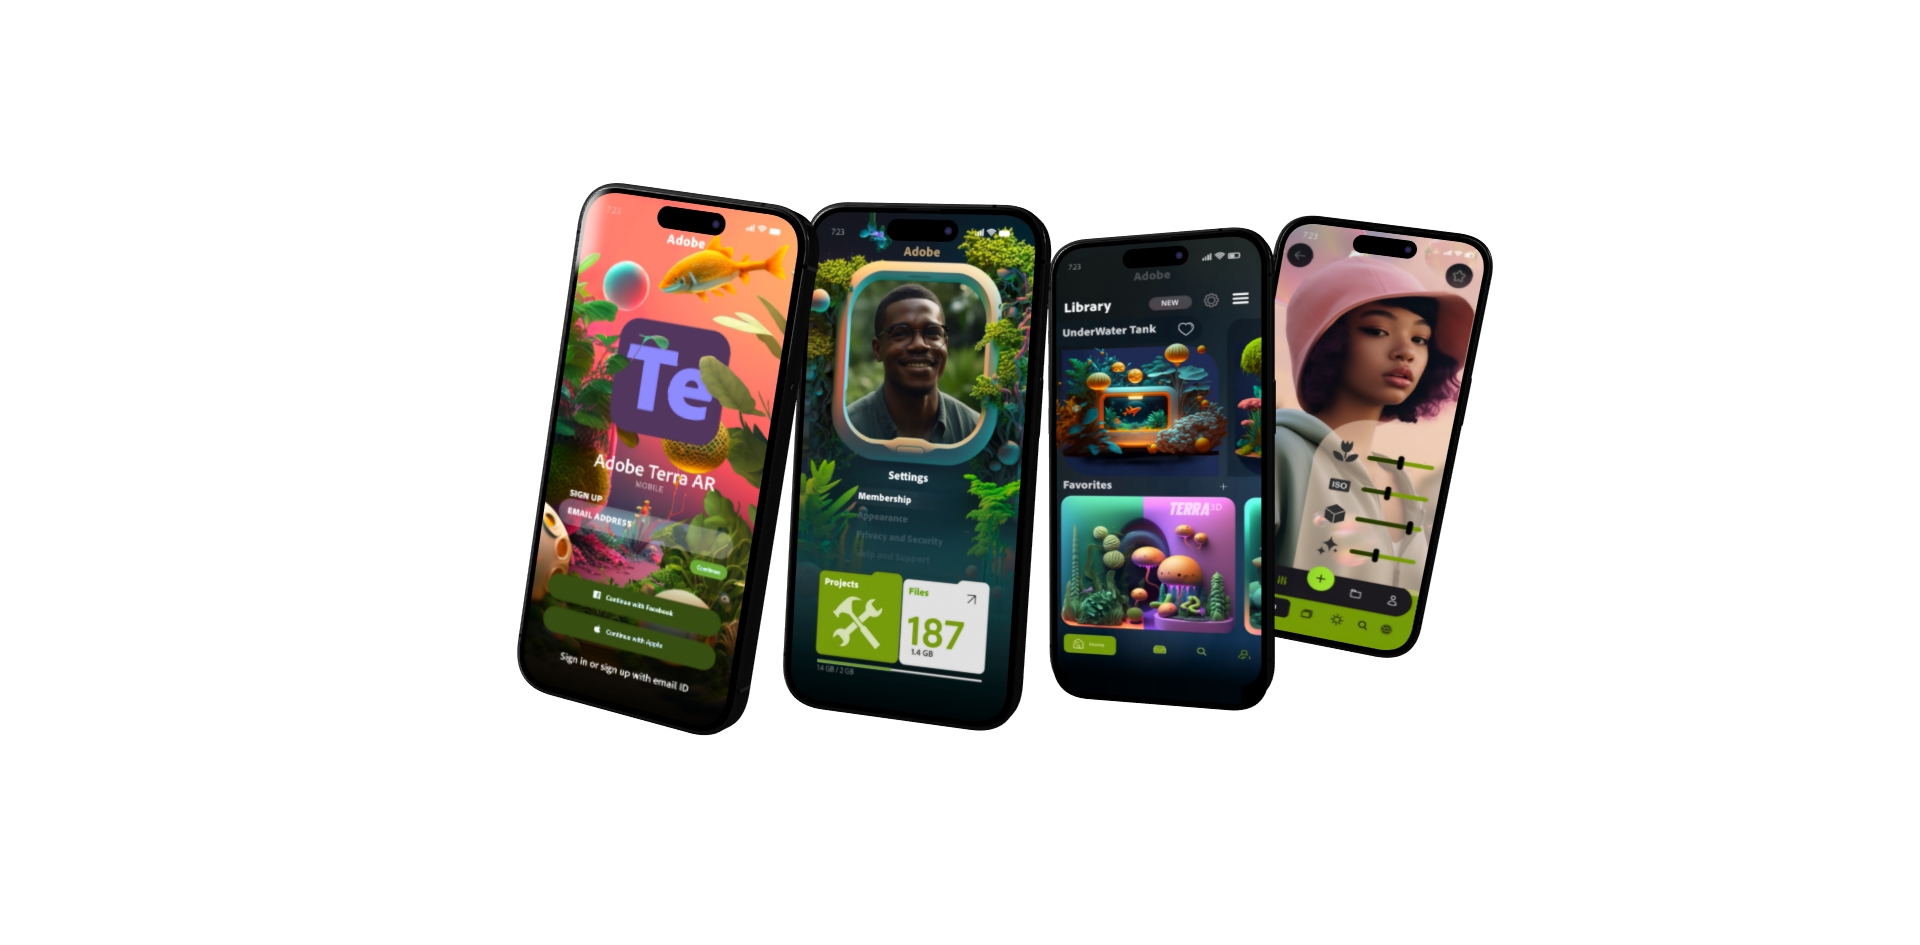 7:23
Adobe
Te
Adobe Terra AR
MOBILE
SIGN UP
EMAIL ADDRESS
Continue
Continue with Facebook
Continue with Apple
Sign in or sign up with email ID
7:23
Adobe
Settings
Membership
Appearance
Privacy and Security
Help and Support
Projects
Files
187
1.4 GB
1.4 GB / 2 GB
7:23
Adobe
Library
NEW
UnderWater Tank
Favorites
TERRA 3D
Home
7:23
ISO